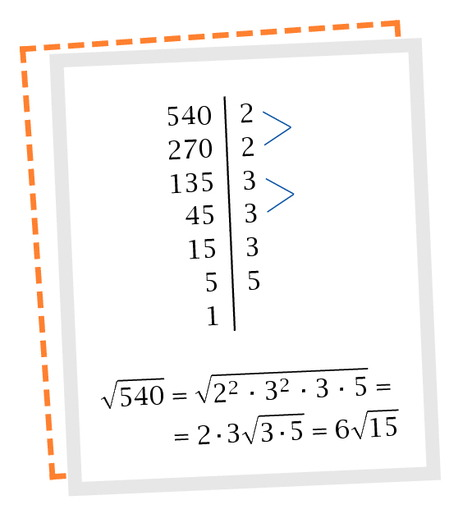 540 | 2
270 | 2
135 | 3
45 | 3
15 | 3
5 | 5
1 |
√540 = √2² · 3² · 3 · 5 =
= 2·3√3·5 = 6√15